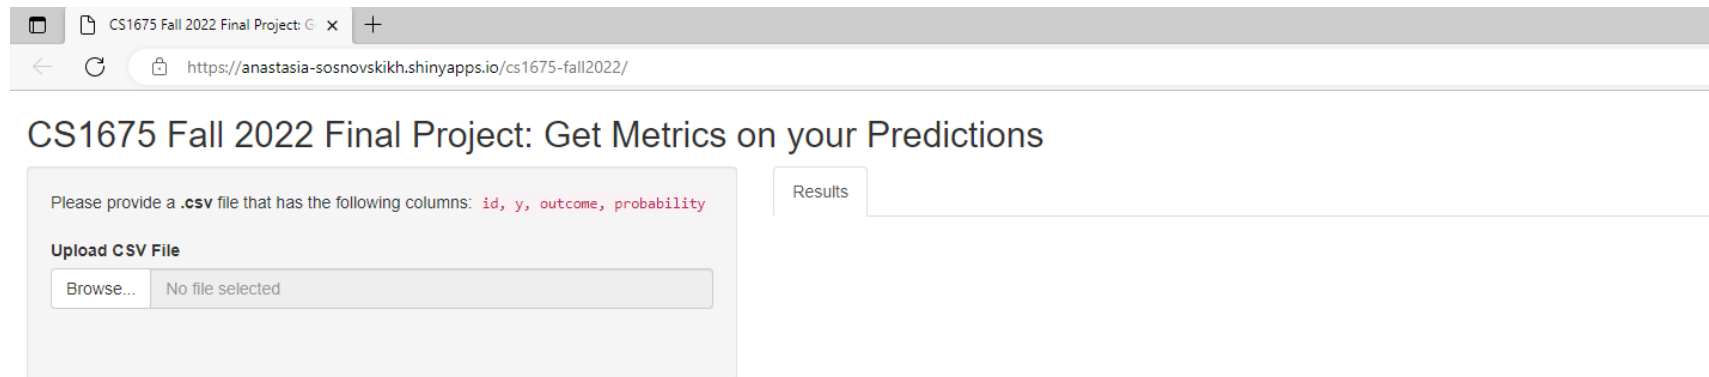 CS1675 Fall 2022 Final Project: G
https://anastasia-sosnovskikh.shinyapps.io/cs1675-fall2022/
CS1675 Fall 2022 Final Project: Get Metrics on your Predictions
Please provide a .csv file that has the following columns: id, y, outcome, probability
Results
Upload CSV File
Browse... No file selected